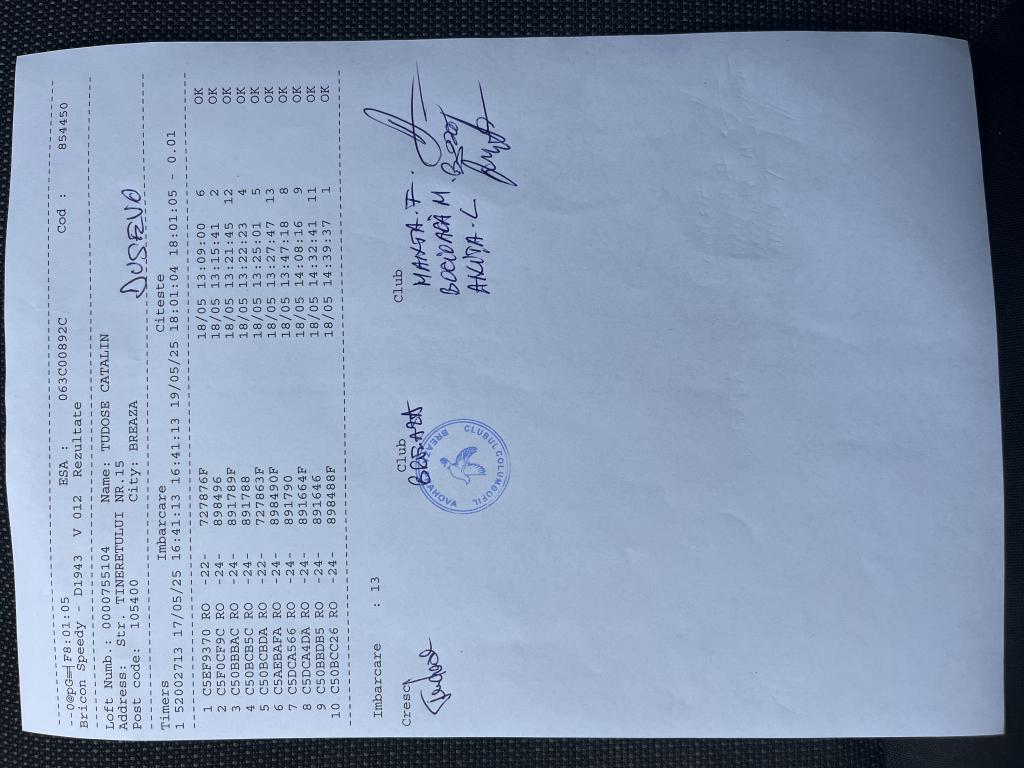 --0@pG≡╡F8:01:05 ESA : 063C00892C Cod : 854450
Bricon Speedy - D1943 V 012 Rezultate
Loft Numb.: 0000755104 Name: TUDOSE CATALIN
Address: Str. TINERETULUI NR.15
Post code: 105400 City: BREAZA
DUSEVO
Timers Imbarcare Citeste
1 52002713 17/05/25 16:41:13 16:41:13 19/05/25 18:01:04 18:01:05 - 0.01
1 C5EF9370 RO -22- 727876F 18/05 13:09:00 6 OK
2 C5F0CF9C RO -24- 898496 18/05 13:15:41 2 OK
3 C50BBBAC RO -24- 891789F 18/05 13:21:45 12 OK
4 C50BCB5C RO -24- 891788 18/05 13:22:23 4 OK
5 C50BCBDA RO -22- 727863F 18/05 13:25:01 5 OK
6 C5AEBAFA RO -24- 898490F 18/05 13:27:47 13 OK
7 C5DCA566 RO -24- 891790 18/05 13:47:18 8 OK
8 C5DCA4DA RO -24- 891664F 18/05 14:08:16 9 OK
9 C50BBDB5 RO -24- 891646 18/05 14:32:41 11 OK
10 C50BCC26 RO -24- 898488F 18/05 14:39:37 1 OK
Imbarcare : 13
Cresc Club Club
BREAZA
MANTA. F.
BOCIOACĂ M.
ANUȚA. L
CLUBUL COLUMBOFIL
BREAZA